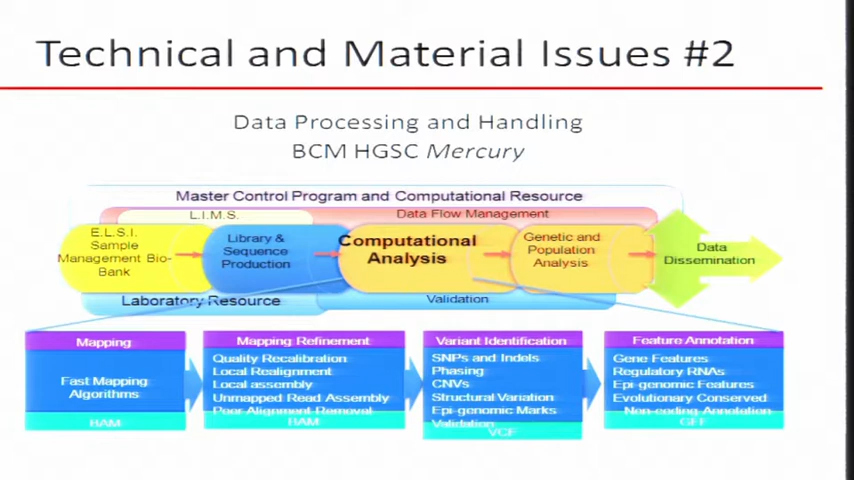 Technical and Material Issues #2
Data Processing and Handling
BCM HGSC Mercury
Master Control Program and Computational Resource
L.I.M.S.
Data Flow Management
E.L.S.I.
Sample
Management Bio-
Bank
Library &
Sequence
Production
Computational
Analysis
Genetic and
Population
Analysis
Data
Dissemination
Laboratory Resource
Validation
Mapping
Fast Mapping
Algorithms
BAM
Mapping Refinement
Quality Recalibration
Local Realignment
Local assembly
Unmapped Read Assembly
Poor Alignment Removal
BAM
Variant Identification
SNPs and Indels
Phasing
CNVs
Structural Variation
Epi-genomic Marks
Validation
VCF
Feature Annotation
Gene Features
Regulatory RNAs
Epi-genomic Features
Evolutionary Conserved
Non-coding Annotation
GFF